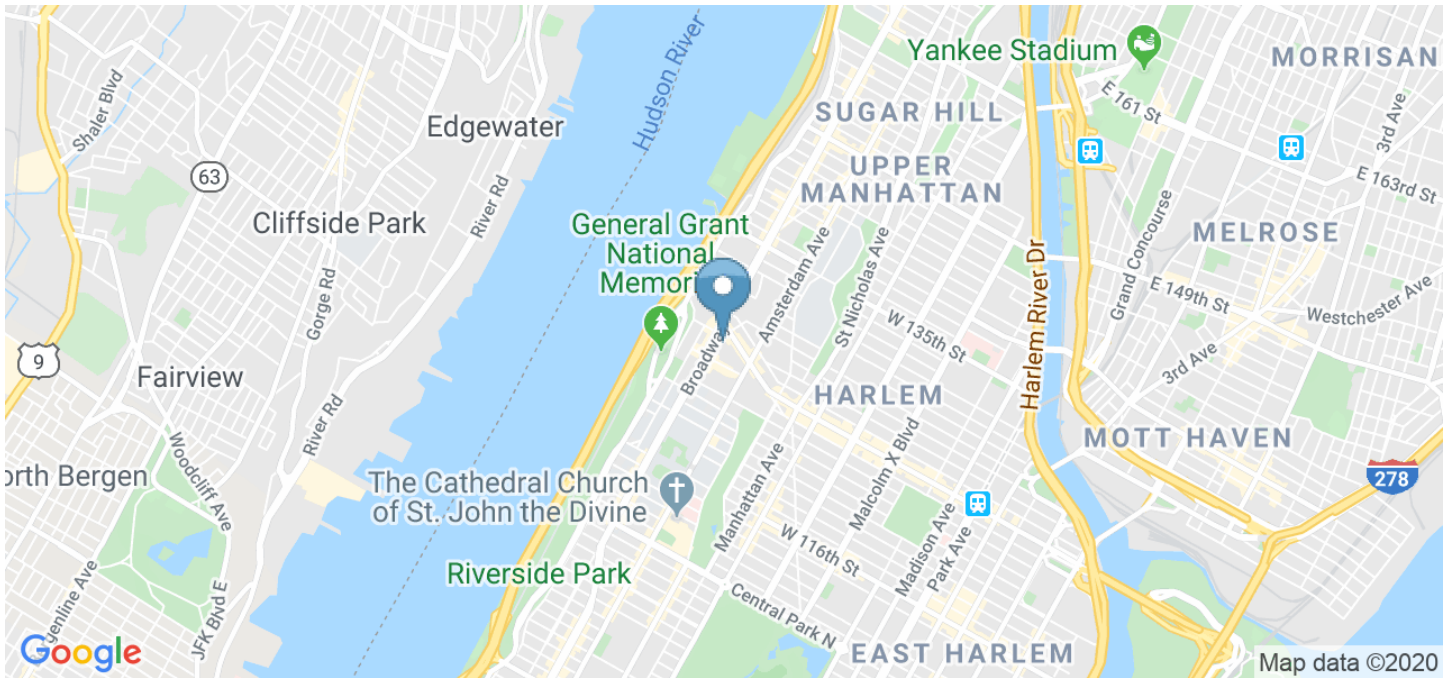 Yankee Stadium
MORRISAN
Shaler Blvd
Hudson River
E 161 St
3rd Ave
SUGAR HILL
Edgewater
63
UPPER
MANHATTAN
E 163rd St
Cliffside Park
River Rd
General Grant
National
Memori
Amsterdam Ave
St Nicholas Ave
Grand Concourse
MELROSE
Gorge Rd
Harlem River Dr
E 149th St
Westchester Ave
W 135th St
9
Broadway
3rd Ave
Fairview
HARLEM
River Rd
MOTT HAVEN
Malcolm X Blvd
orth Bergen
Woodcliff Ave
The Cathedral Church
of St. John the Divine
Manhattan Ave
278
W 116th St
Madison Ave
Park Ave
Riverside Park
JFK Blvd E
Central Park N
EAST HARLEM
Google
Map data ©2020